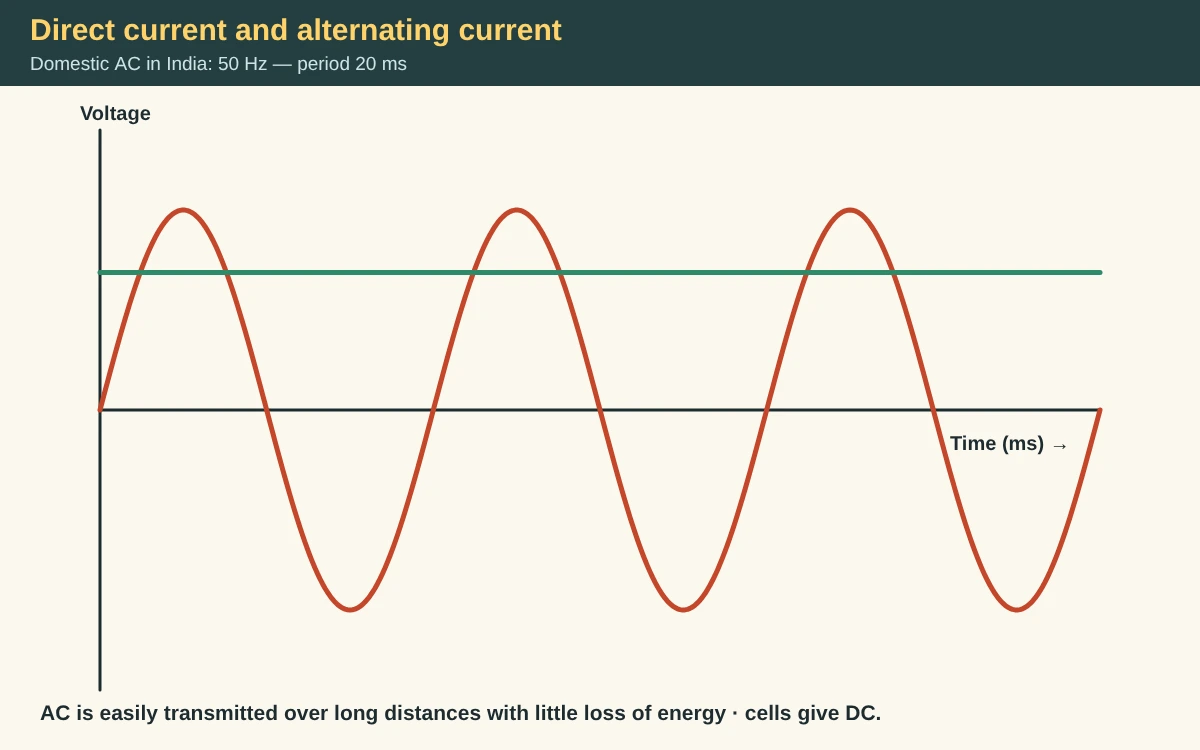 Direct current and alternating current
Domestic AC in India: 50 Hz — period 20 ms
Voltage
Time (ms) →
AC is easily transmitted over long distances with little loss of energy · cells give DC.